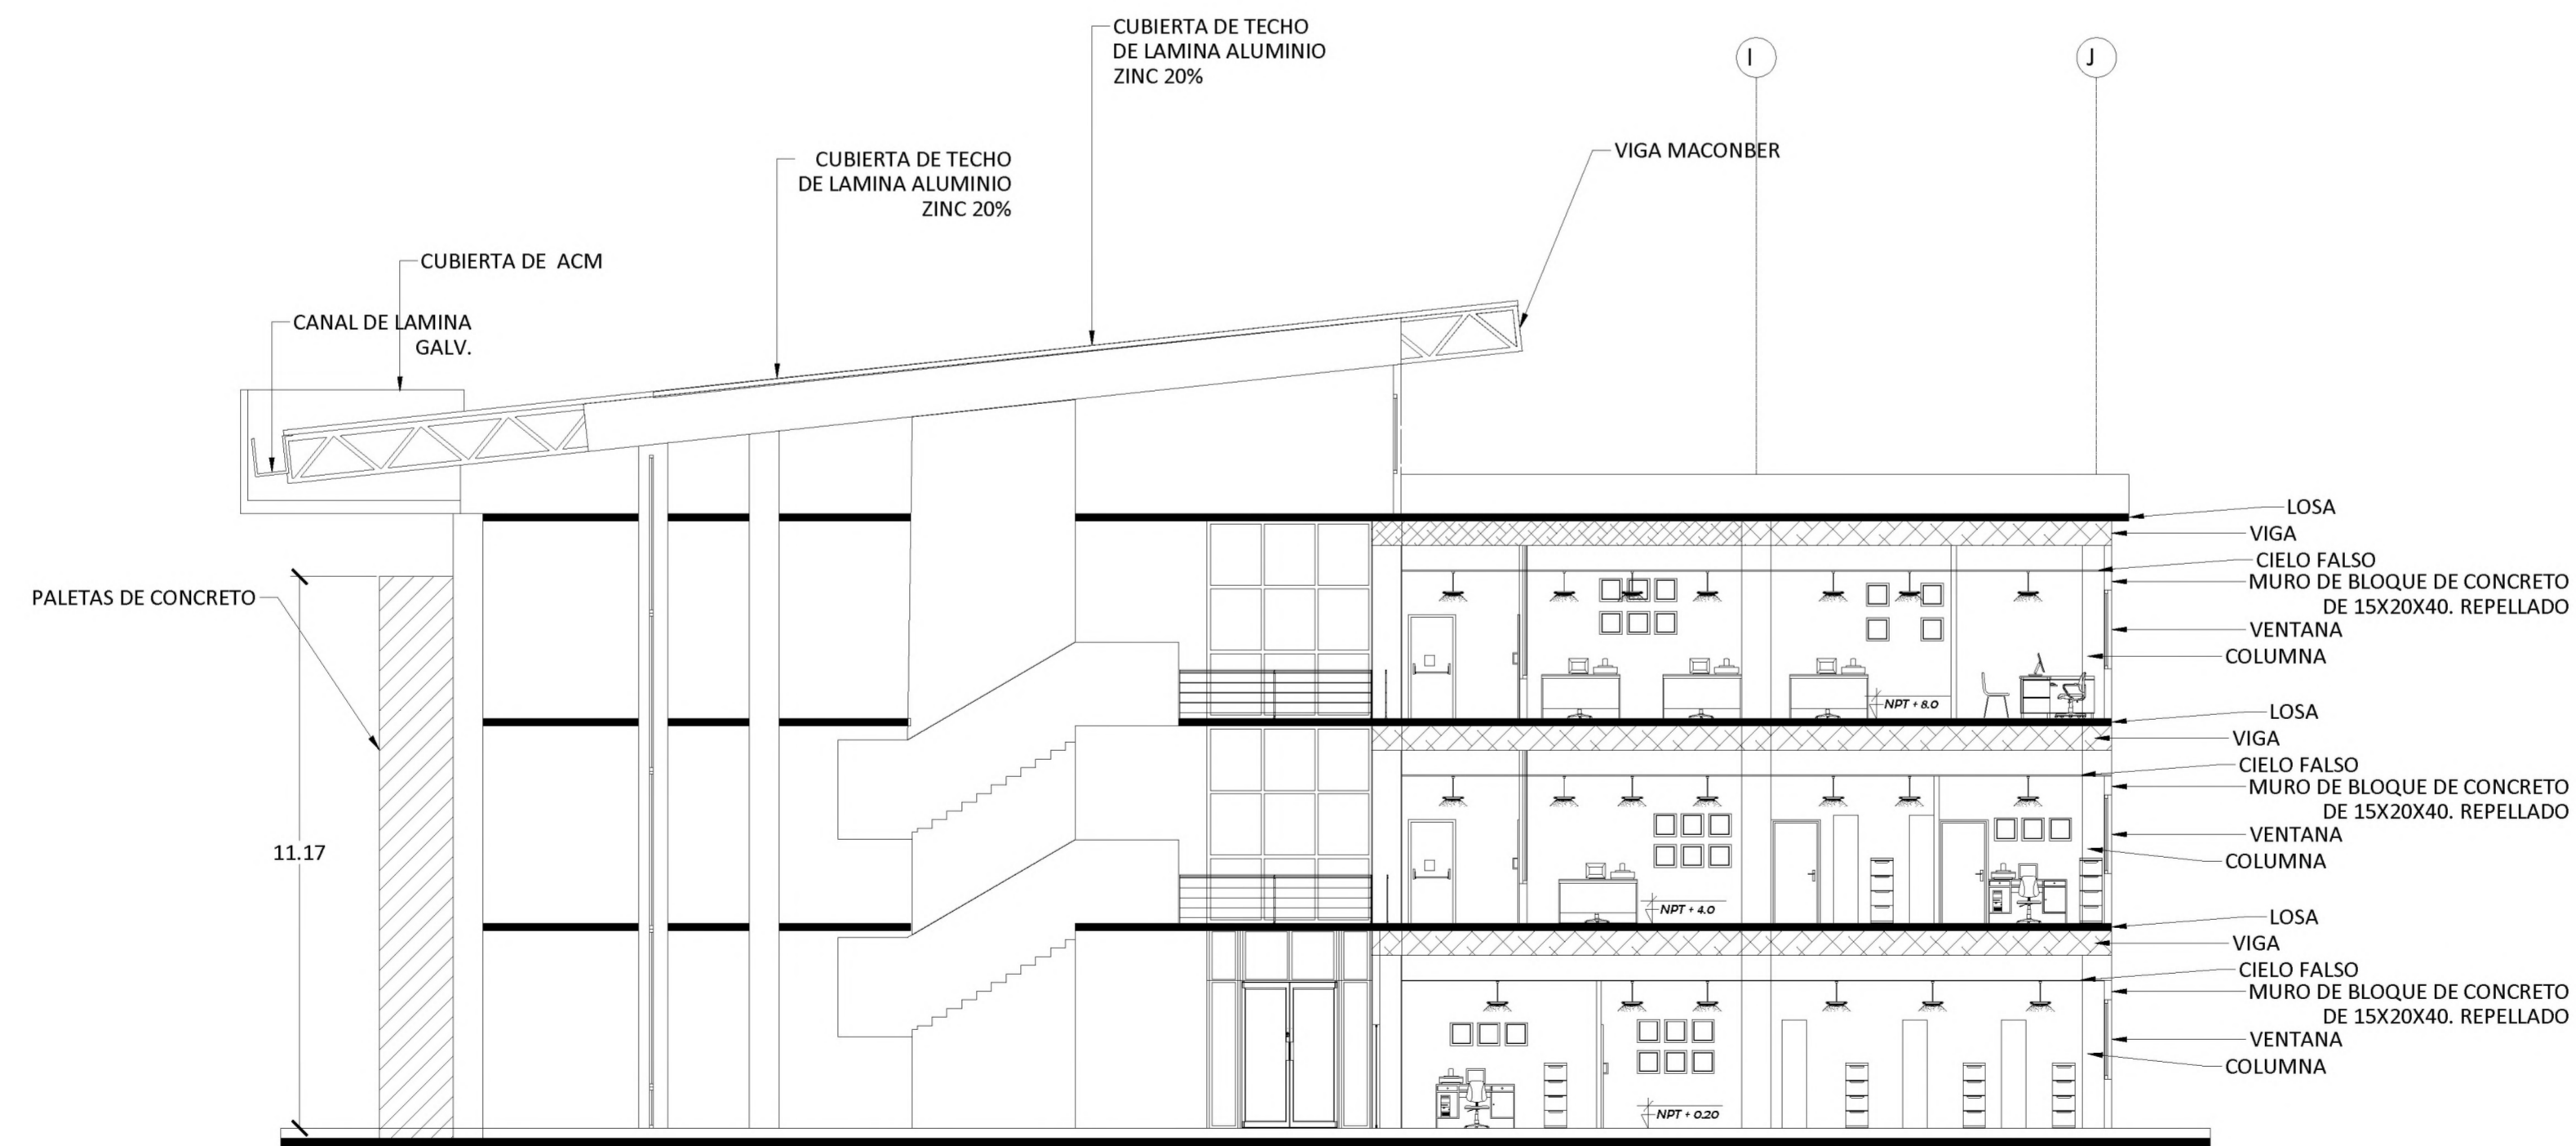 CUBIERTA DE TECHO
DE LAMINA ALUMINIO
ZINC 20%
I
J
VIGA MACONBER
CUBIERTA DE TECHO
DE LAMINA ALUMINIO
ZINC 20%
CUBIERTA DE  ACM
CANAL DE LAMINA
GALV.
PALETAS DE CONCRETO
11.17
LOSA
VIGA
CIELO FALSO
MURO DE BLOQUE DE CONCRETO
DE 15X20X40. REPELLADO
VENTANA
COLUMNA
NPT + 8.0
LOSA
VIGA
CIELO FALSO
MURO DE BLOQUE DE CONCRETO
DE 15X20X40. REPELLADO
VENTANA
COLUMNA
NPT + 4.0
LOSA
VIGA
CIELO FALSO
MURO DE BLOQUE DE CONCRETO
DE 15X20X40. REPELLADO
VENTANA
COLUMNA
NPT + 0.20